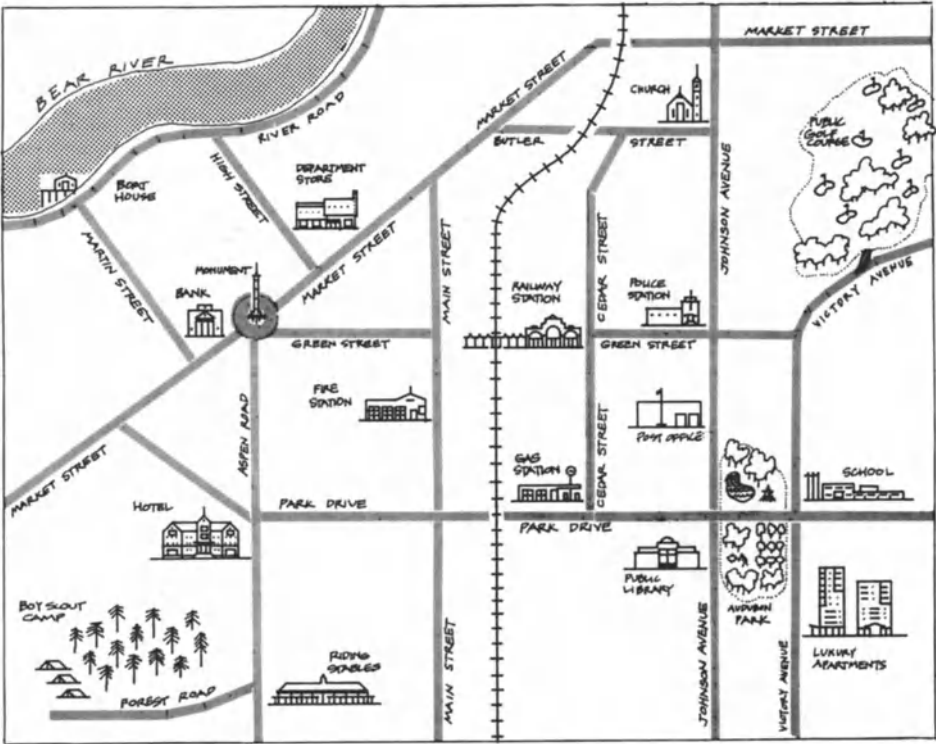 MARKET STREET
BEAR RIVER
RIVER ROAD
MARKET STREET
CHURCH
BUTLER
STREET
PUBLIC
GOLF
COURSE
HIGH STREET
DEPARTMENT
STORE
BOAT
HOUSE
MARTIN STREET
MONUMENT
BANK
MARKET STREET
MAIN STREET
RAILWAY
STATION
CEDAR STREET
POLICE
STATION
JOHNSON AVENUE
VICTORY AVENUE
GREEN STREET
GREEN STREET
FIRE
STATION
ASPEN ROAD
POST OFFICE
GAS
STATION
CEDAR STREET
SCHOOL
MARKET STREET
HOTEL
PARK DRIVE
PARK DRIVE
PUBLIC
LIBRARY
AUDUBON
PARK
BOY SCOUT
CAMP
RIDING
STABLES
MAIN STREET
JOHNSON AVENUE
VICTORY AVENUE
LUXURY
APARTMENTS
FOREST ROAD